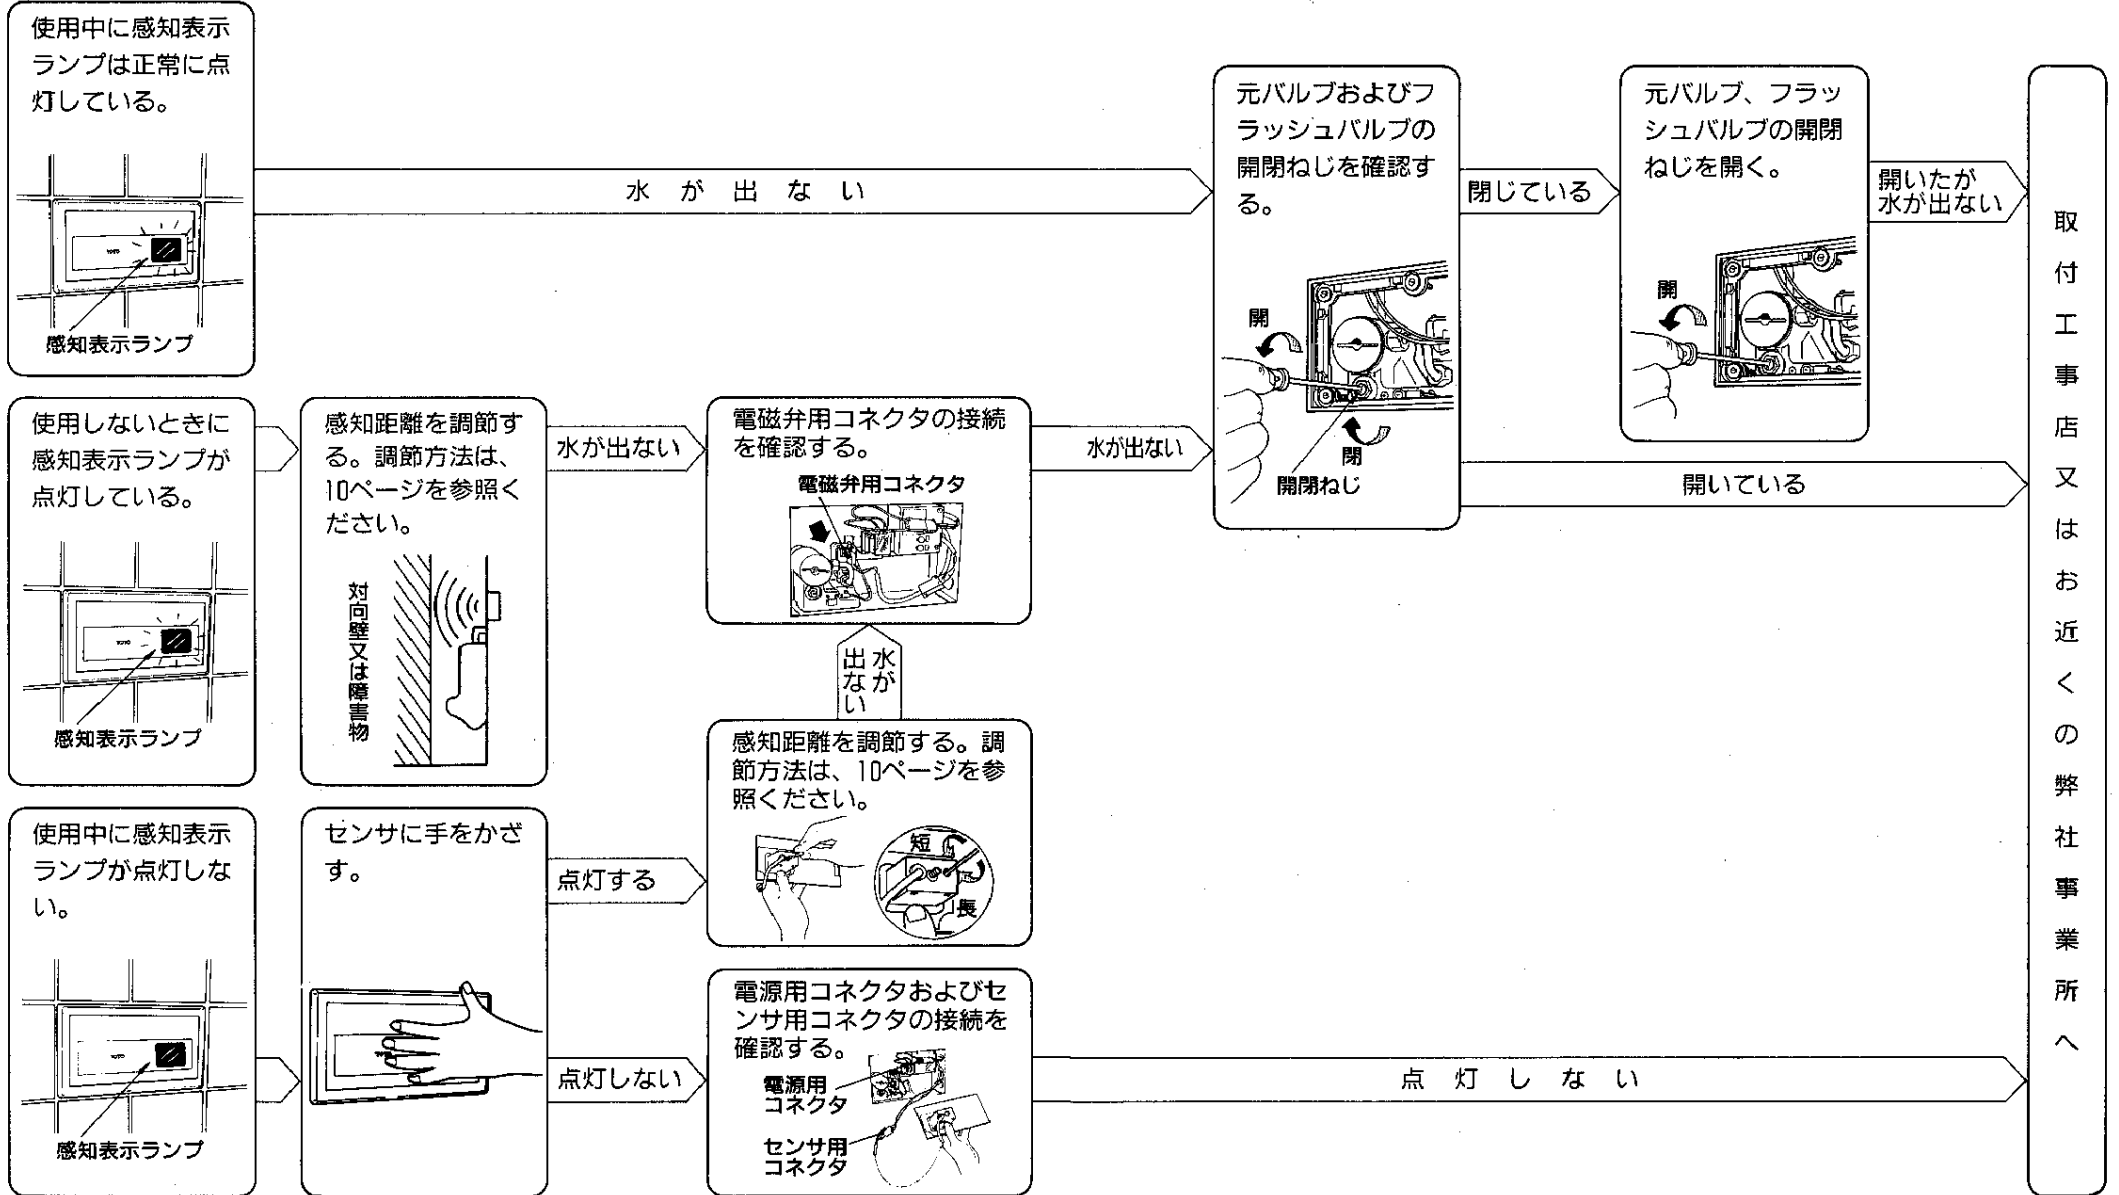 使用中に感知表示
ランプは正常に点
灯している。
TOTO
感知表示ランプ
水が出ない
元バルブおよびフ
ラッシュバルブの
開閉ねじを確認す
る。
開
閉
開閉ねじ
閉じている
元バルブ、フラッ
シュバルブの開閉
ねじを開く。
開
開いたが
水が出ない
開いている
使用しないときに
感知表示ランプが
点灯している。
TOTO
感知表示ランプ
感知距離を調節す
る。調節方法は、
10ページを参照く
ださい。
対向壁又は障害物
水が出ない
電磁弁用コネクタの接続
を確認する。
電磁弁用コネクタ
水が出ない
水が
出ない
使用中に感知表示
ランプが点灯しな
い。
TOTO
感知表示ランプ
センサに手をかざ
す。
点灯する
感知距離を調節する。調
節方法は、10ページを参
照ください。
短
長
点灯しない
電源用コネクタおよびセ
ンサ用コネクタの接続を
確認する。
電源用
コネクタ
センサ用
コネクタ
点灯しない
取付工事店又はお近くの弊社事業所へ